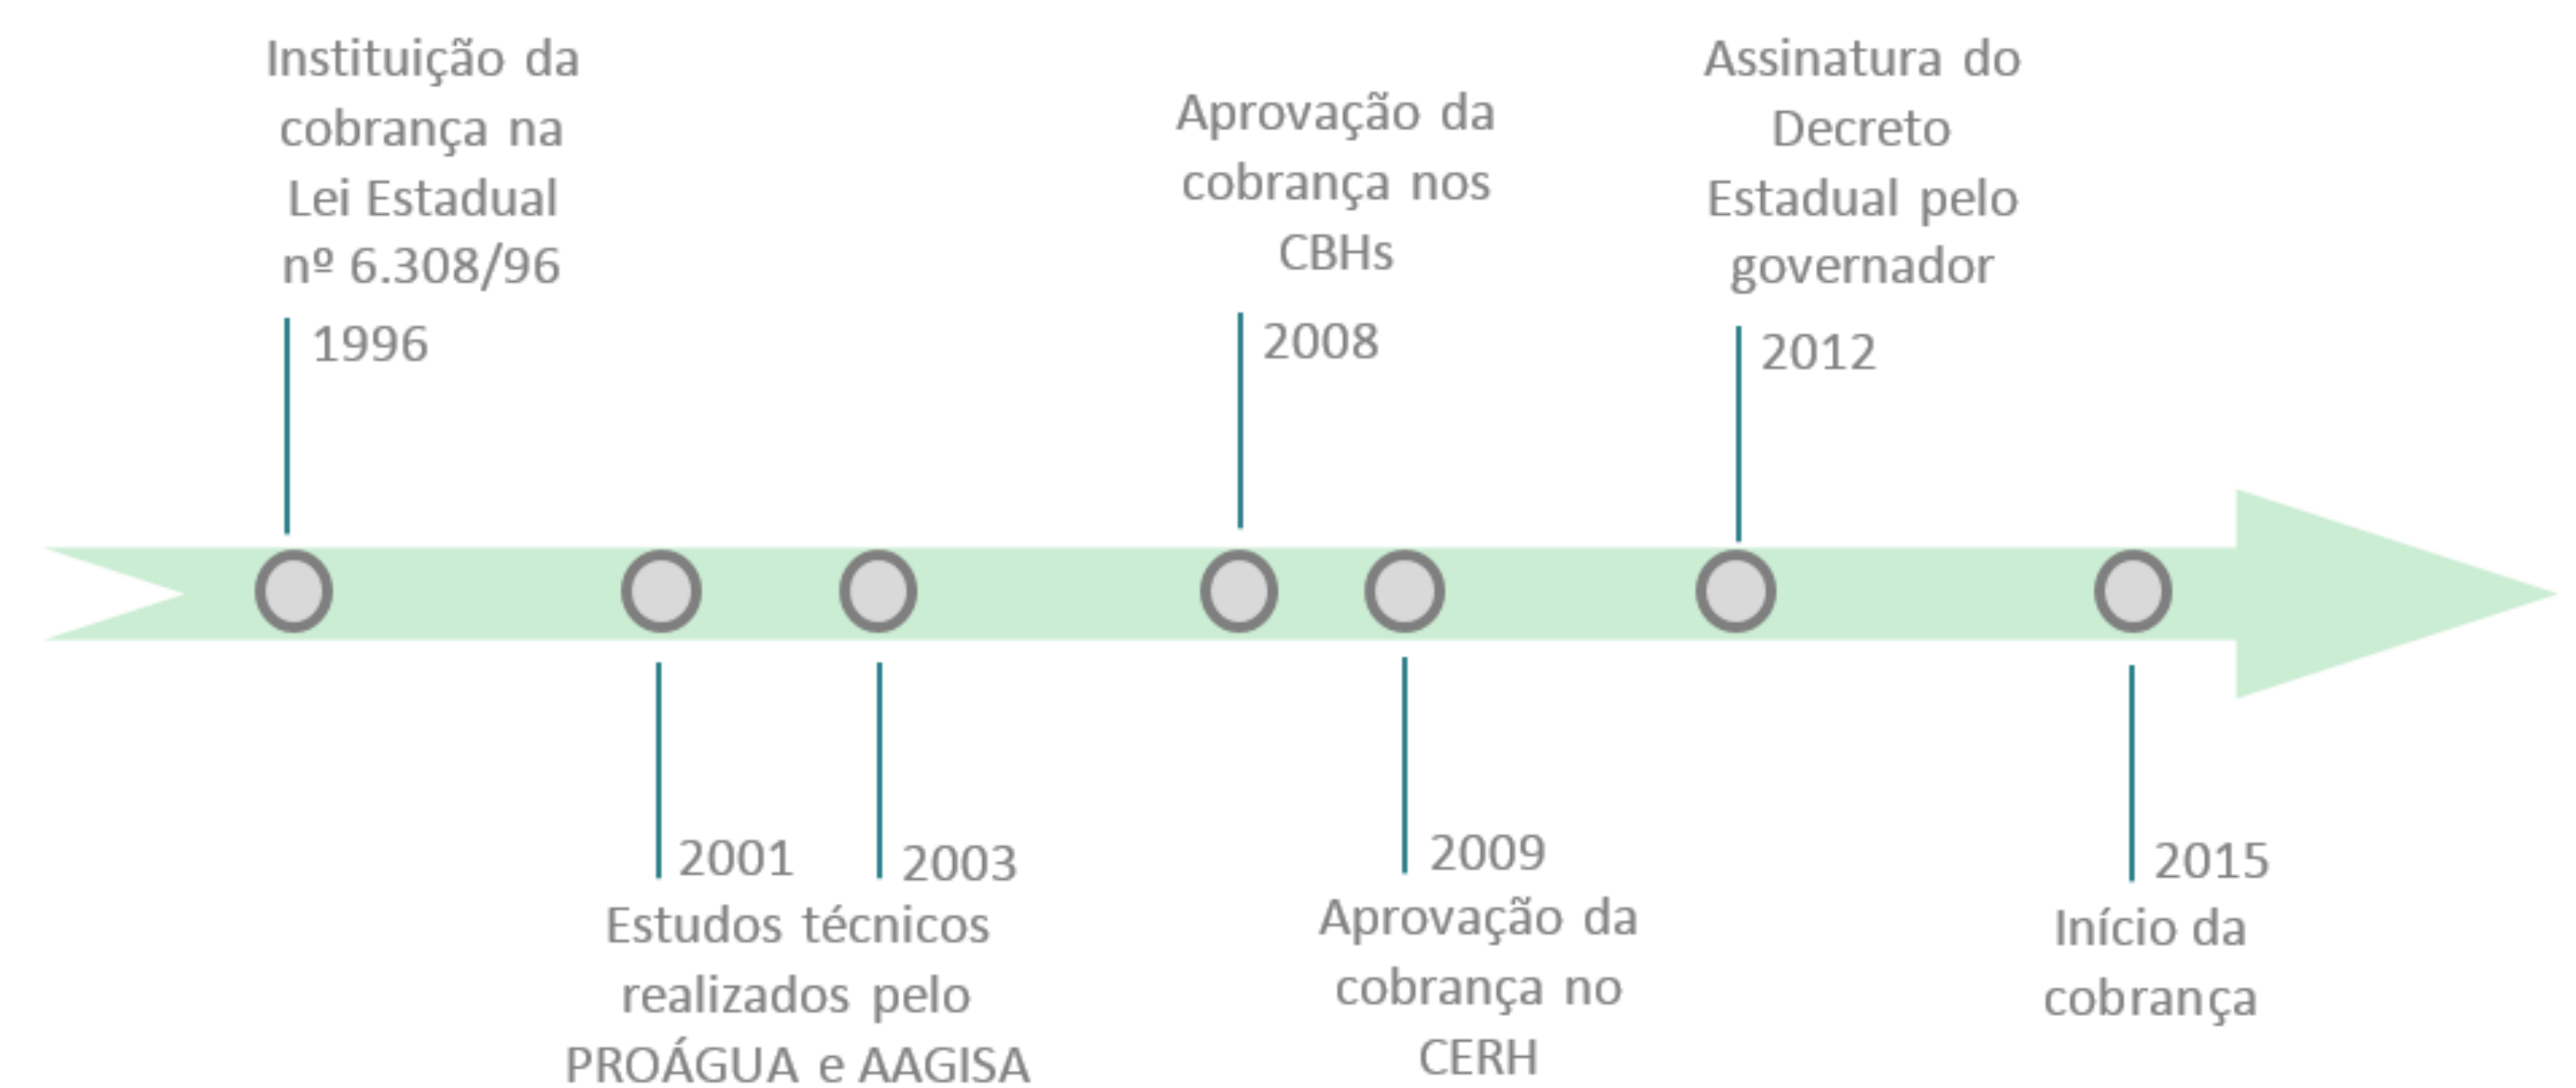 Instituição da
cobrança na
Lei Estadual
nº 6.308/96
1996
Aprovação da
cobrança nos
CBHs
2008
Assinatura do
Decreto
Estadual pelo
governador
2012
2001
2003
Estudos técnicos
realizados pelo
PROÁGUA e AAGISA
2009
Aprovação da
cobrança no
CERH
2015
Início da
cobrança